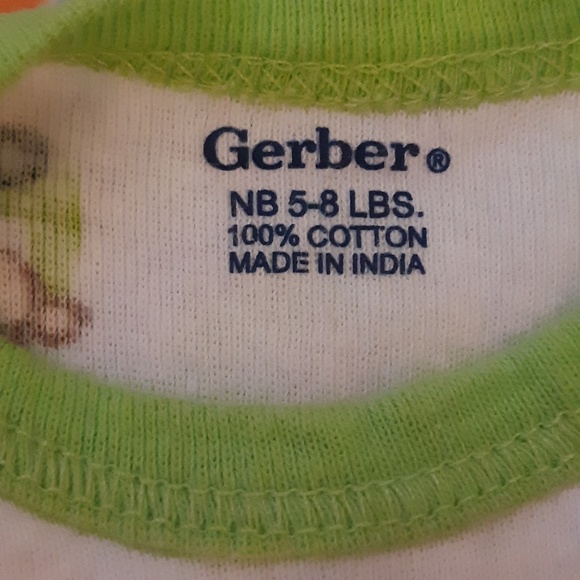 Gerber®
NB 5-8 LBS.
100% COTTON
MADE IN INDIA